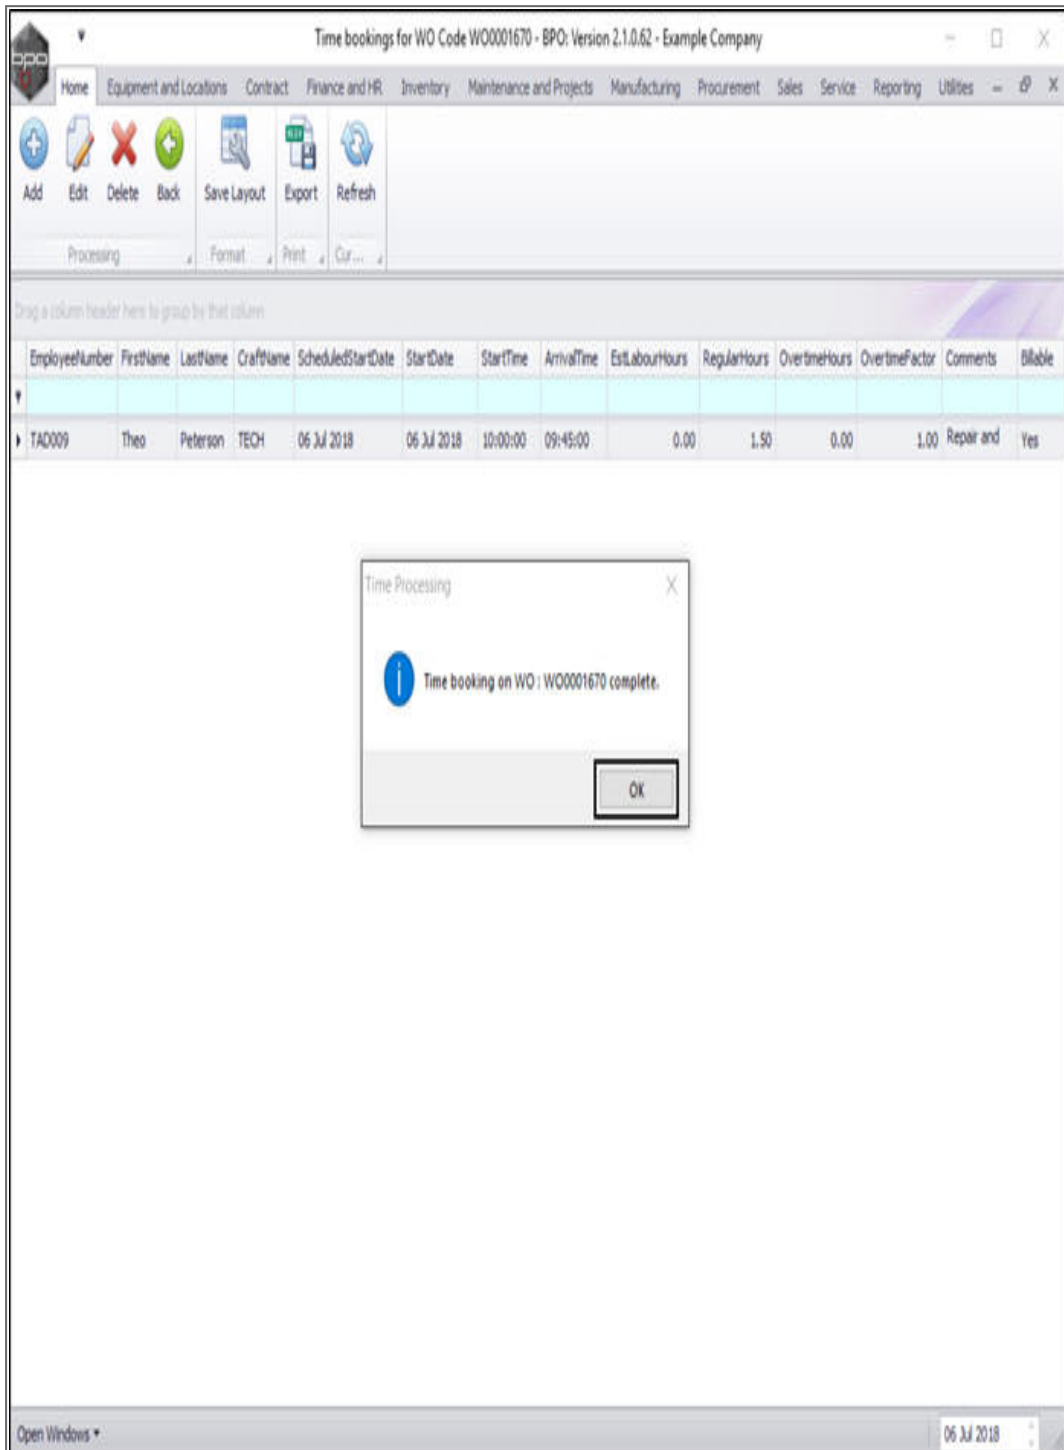 Time bookings for WO Code WO0001670 - BPO: Version 2.1.0.62 - Example Company
bpo
Home Equipment and Locations Contract Finance and HR Inventory Maintenance and Projects Manufacturing Procurement Sales Service Reporting Utilities
Add Edit Delete Back Save Layout Export Refresh
Processing Format Print Cur...
Drag a column header here to group by that column
EmployeeNumber FirstName LastName CraftName ScheduledStartDate StartDate StartTime ArrivalTime EstLabourHours RegularHours OvertimeHours OvertimeFactor Comments Billable
TAD009 Theo Peterson TECH 06 Jul 2018 06 Jul 2018 10:00:00 09:45:00 0.00 1.50 0.00 1.00 Repair and Yes
Time Processing
Time booking on WO : WO0001670 complete.
OK
Open Windows 06 Jul 2018